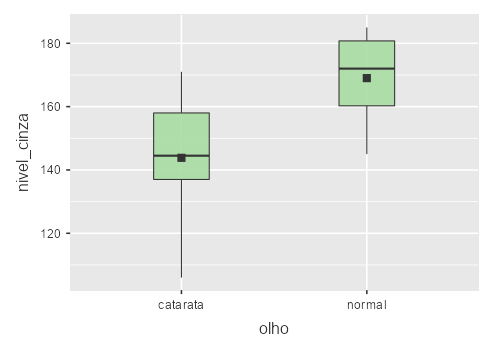 nivel_cinza
180
160
140
120
catarata
normal
olho